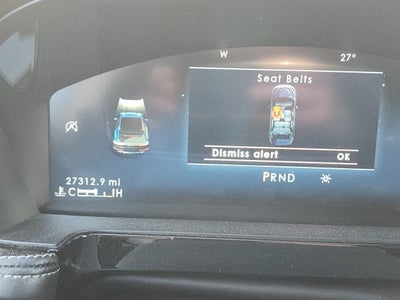 W 27°
Seat Belts
Dismiss alert OK
PRND
27312.9 mi
C H